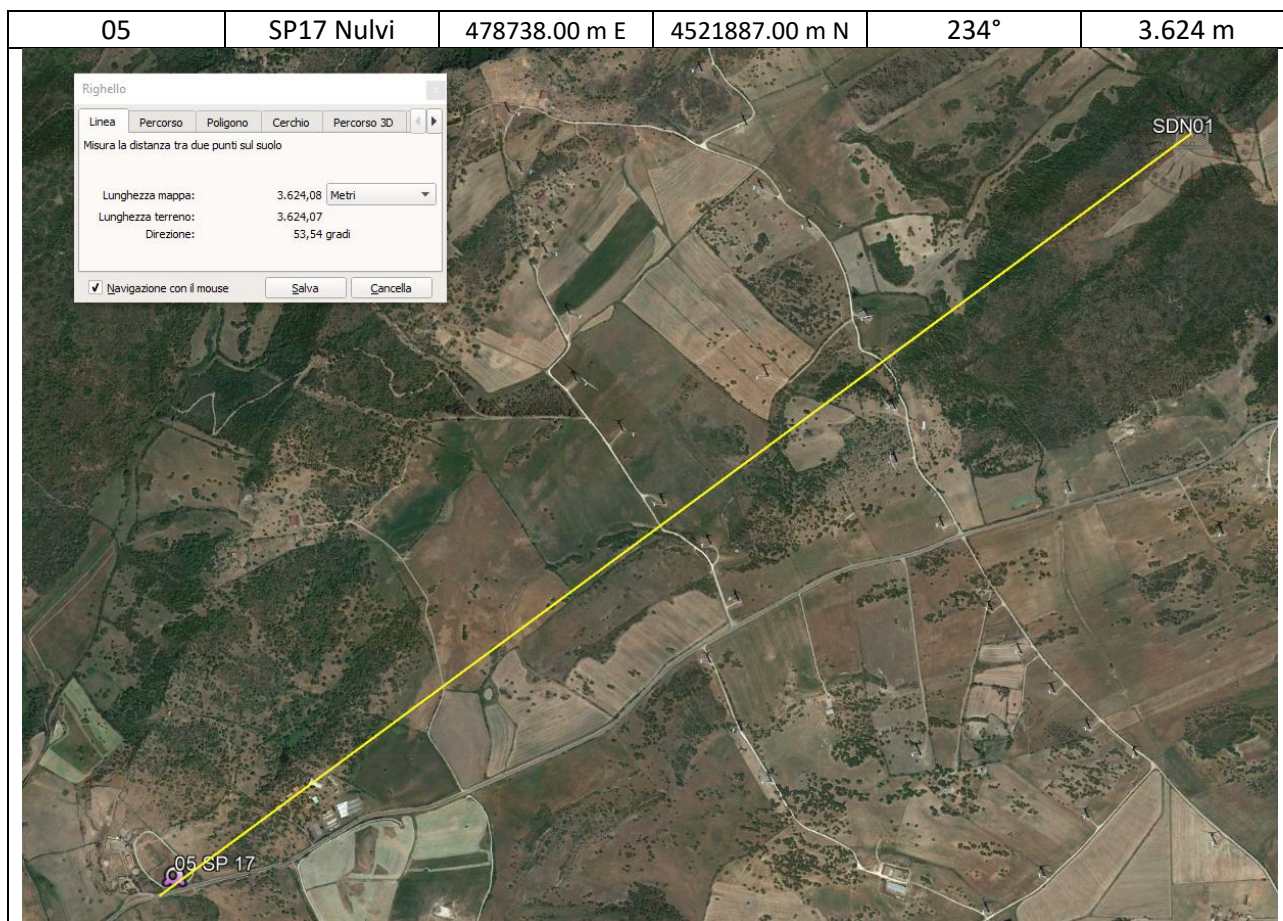 05 SP17 Nulvi 478738.00 m E 4521887.00 m N 234° 3.624 m
Righello
Linea Percorso Poligono Cerchio Percorso 3D
Misura la distanza tra due punti sul suolo
Lunghezza mappa: 3.624,08 Metri
Lunghezza terreno: 3.624,07
Direzione: 53,54 gradi
Navigazione con il mouse Salva Cancella
SDN01
05 SP 17